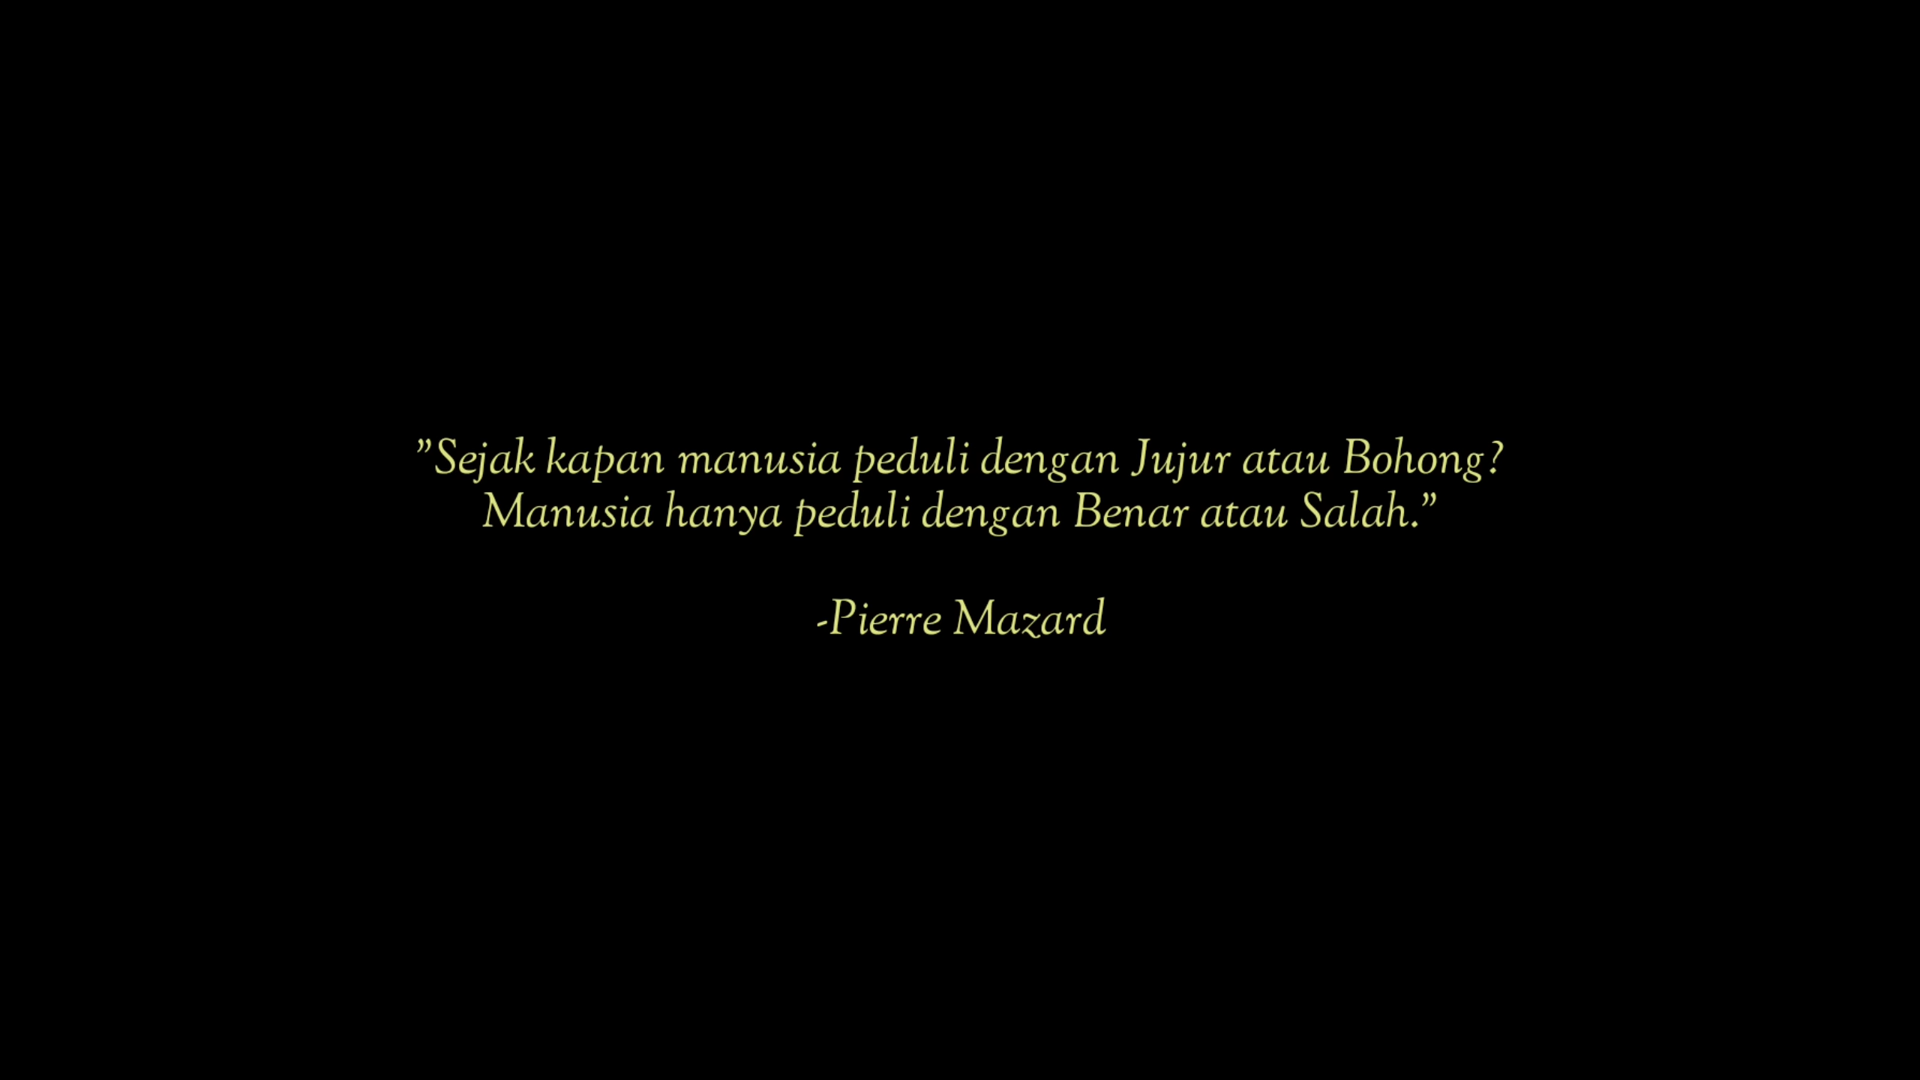 ”Sejak kapan manusia peduli dengan Jujur atau Bohong?
Manusia hanya peduli dengan Benar atau Salah.”
-Pierre Mazard